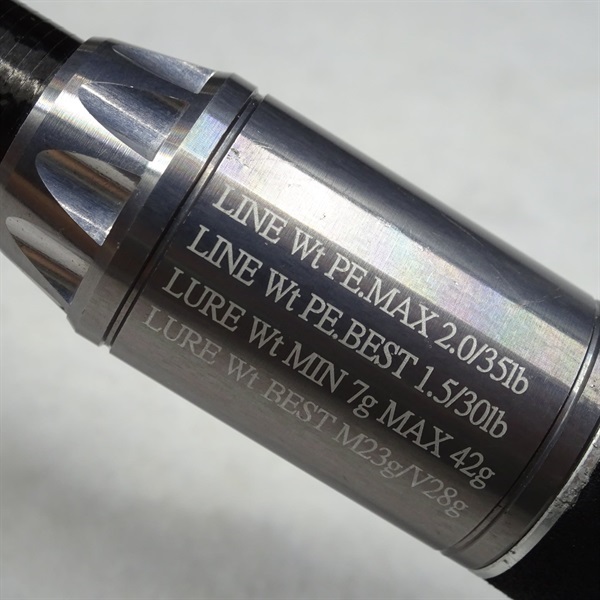 LINE Wt PE.MAX 2.0/35lb
LINE Wt PE.BEST 1.5/30lb
LURE Wt MIN 7g MAX 42g
LURE Wt BEST M23g/V28g